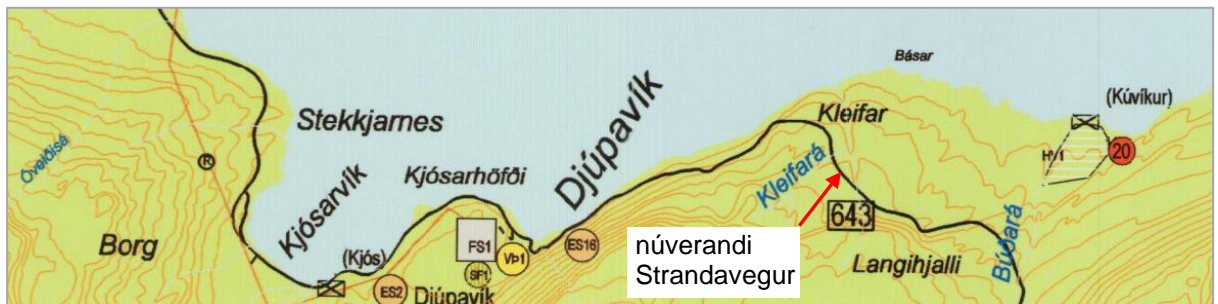 Básar
(Kúvíkur)
Stekkjarnes
Djúpavík
Kleifar
20
HV1
Óveiðisá
R
Kjósarvík
Kjósarhöfði
Kleifará
643
Búðará
Borg
(Kjós)
FS1
VÞ1
ES16
SF1
ES2
Djúpavík
Langihjalli
núverandi
Strandavegur